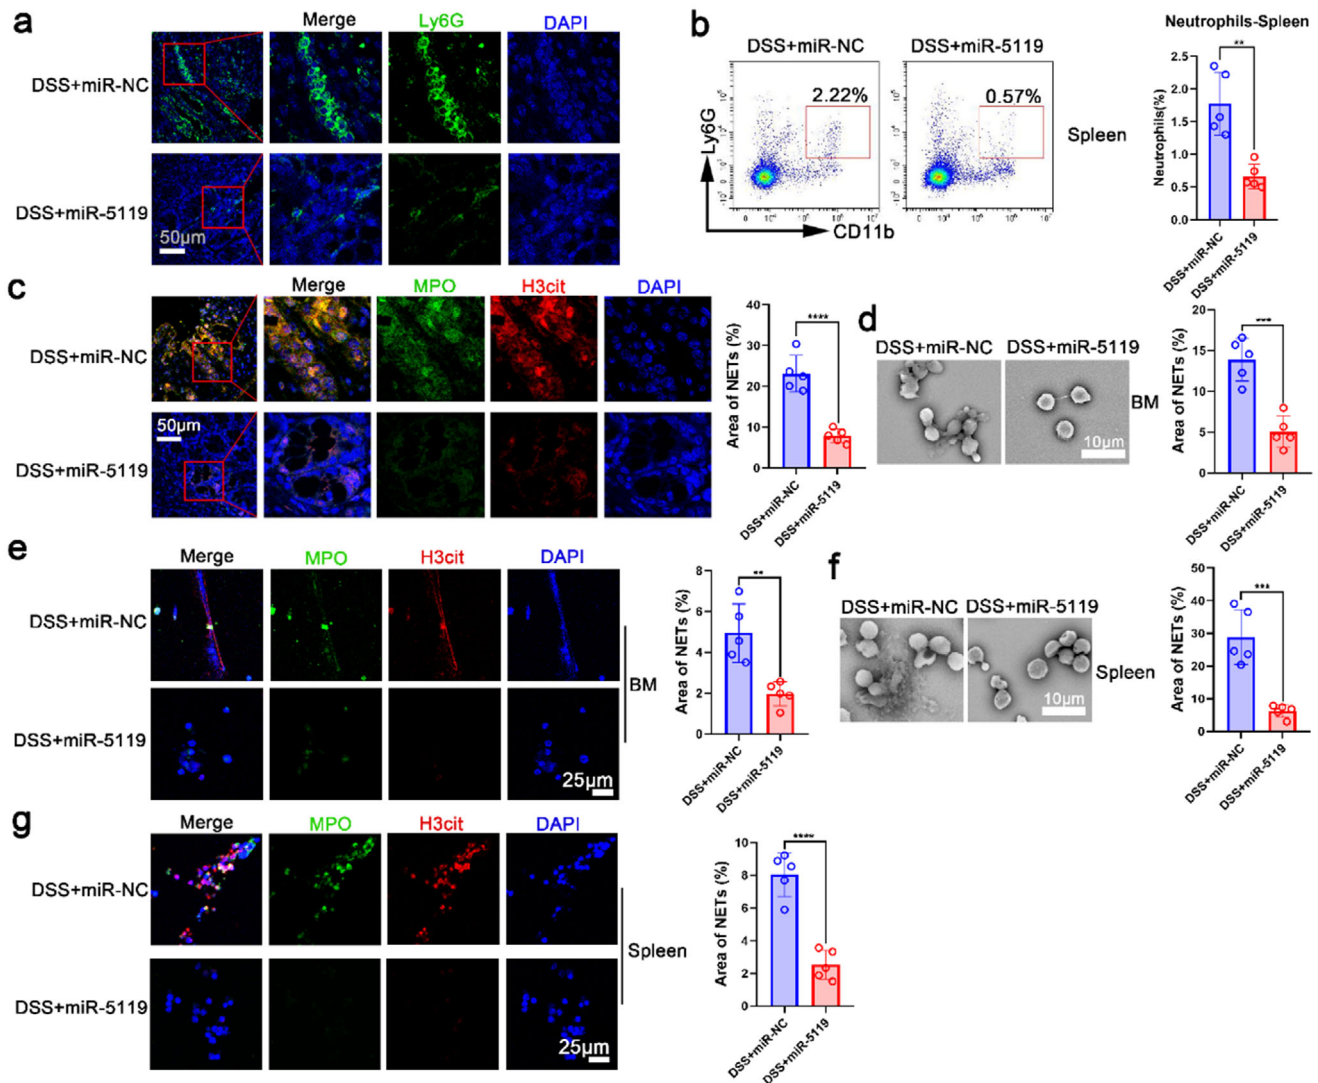 a
Merge
Ly6G
DAPI
DSS+miR-NC
DSS+miR-5119
50µm
b
DSS+miR-NC
DSS+miR-5119
2.22%
0.57%
Ly6G
CD11b
Spleen
Neutrophils-Spleen
**
Neutrophils(%)
2.5
2.0
1.5
1.0
0.5
0.0
DSS+miR-NC
DSS+miR-5119
c
Merge
MPO
H3cit
DAPI
DSS+miR-NC
DSS+miR-5119
50µm
****
Area of NETs (%)
40
30
20
10
0
DSS+miR-NC
DSS+miR-5119
d
DSS+miR-NC
DSS+miR-5119
10µm
BM
***
Area of NETs (%)
20
15
10
5
0
DSS+miR-NC
DSS+miR-5119
e
Merge
MPO
H3cit
DAPI
DSS+miR-NC
DSS+miR-5119
25µm
BM
**
Area of NETs (%)
8
6
4
2
0
DSS+miR-NC
DSS+miR-5119
f
DSS+miR-NC
DSS+miR-5119
10µm
Spleen
***
Area of NETs (%)
50
40
30
20
10
0
DSS+miR-NC
DSS+miR-5119
g
Merge
MPO
H3cit
DAPI
DSS+miR-NC
DSS+miR-5119
25µm
Spleen
****
Area of NETs (%)
10
8
6
4
2
0
DSS+miR-NC
DSS+miR-5119